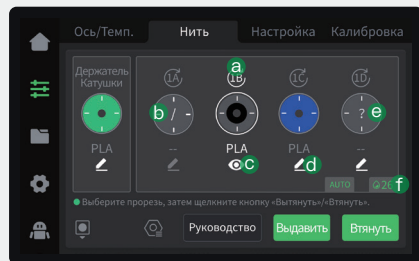 Ось/Темп. Нить Настройка Калибровка
Держатель
Катушки
1A 1B 1C 1D
a
b / c d ? e
PLA -- PLA PLA --
AUTO f
Выберите прорезь, затем щелкните кнопку «Вытянуть»/«Втянуть».
Руководство Выдавить Втянуть